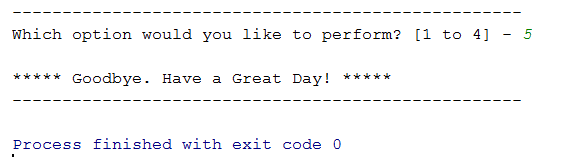 ---------------------------------------------------
Which option would you like to perform? [1 to 4] - 5
***** Goodbye. Have a Great Day! *****
---------------------------------------------------
Process finished with exit code 0